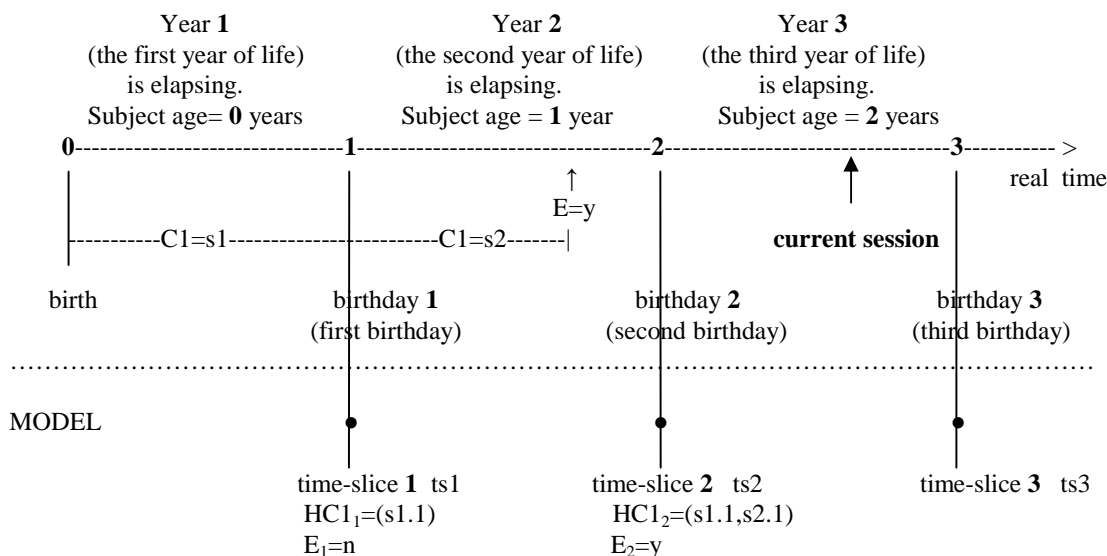 Year 1 Year 2 Year 3
(the first year of life) (the second year of life) (the third year of life)
is elapsing. is elapsing. is elapsing.
Subject age= 0 years Subject age = 1 year Subject age = 2 years
0---------------------------------1-------------------------------------2------------------------------------3------------ >
↑ real time
E=y
-----------C1=s1----------------------------C1=s2-------| current session
birth birthday 1 birthday 2 birthday 3
(first birthday) (second birthday) (third birthday)
MODEL
time-slice 1 ts1 time-slice 2 ts2 time-slice 3 ts3
HC1₁=(s1.1) HC1₂=(s1.1,s2.1)
E₁=n E₂=y